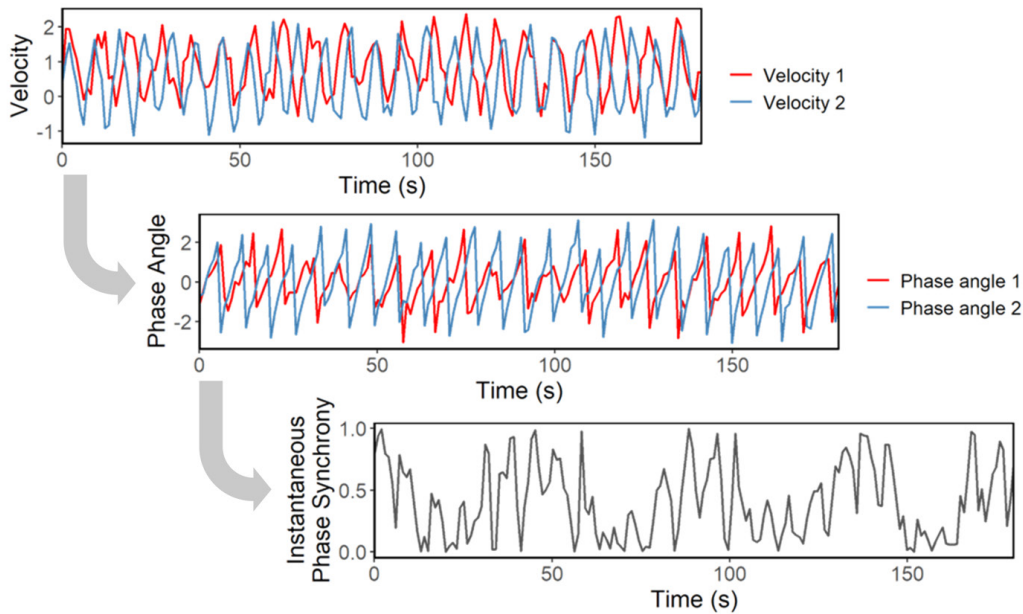 Velocity
2
1
0
-1
0
50
100
150
Time (s)
Velocity 1
Velocity 2
Phase Angle
2
0
-2
0
50
100
150
Time (s)
Phase angle 1
Phase angle 2
Instantaneous
Phase Synchrony
1.0
0.5
0.0
0
50
100
150
Time (s)